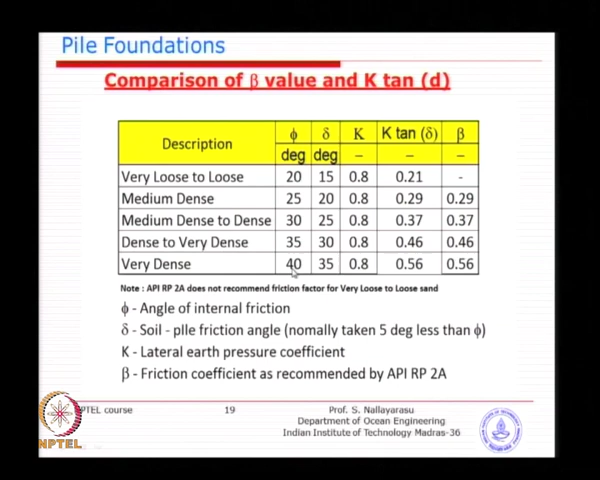 Pile Foundations
Comparison of β value and K tan (d)
Description ϕ δ K K tan (δ) β
deg deg – – –
Very Loose to Loose 20 15 0.8 0.21 -
Medium Dense 25 20 0.8 0.29 0.29
Medium Dense to Dense 30 25 0.8 0.37 0.37
Dense to Very Dense 35 30 0.8 0.46 0.46
Very Dense 40 35 0.8 0.56 0.56
Note : API RP 2A does not recommend friction factor for Very Loose to Loose sand
ϕ - Angle of internal friction
δ - Soil - pIle friction angle (nomally taken 5 deg less than ϕ)
K - Lateral earth pressure coefficient
β - Friction coefficient as recommended by API RP 2A
PTEL course 19 Prof. S. Nallayarasu
Department of Ocean Engineering
Indian Institute of Technology Madras-36
NPTEL